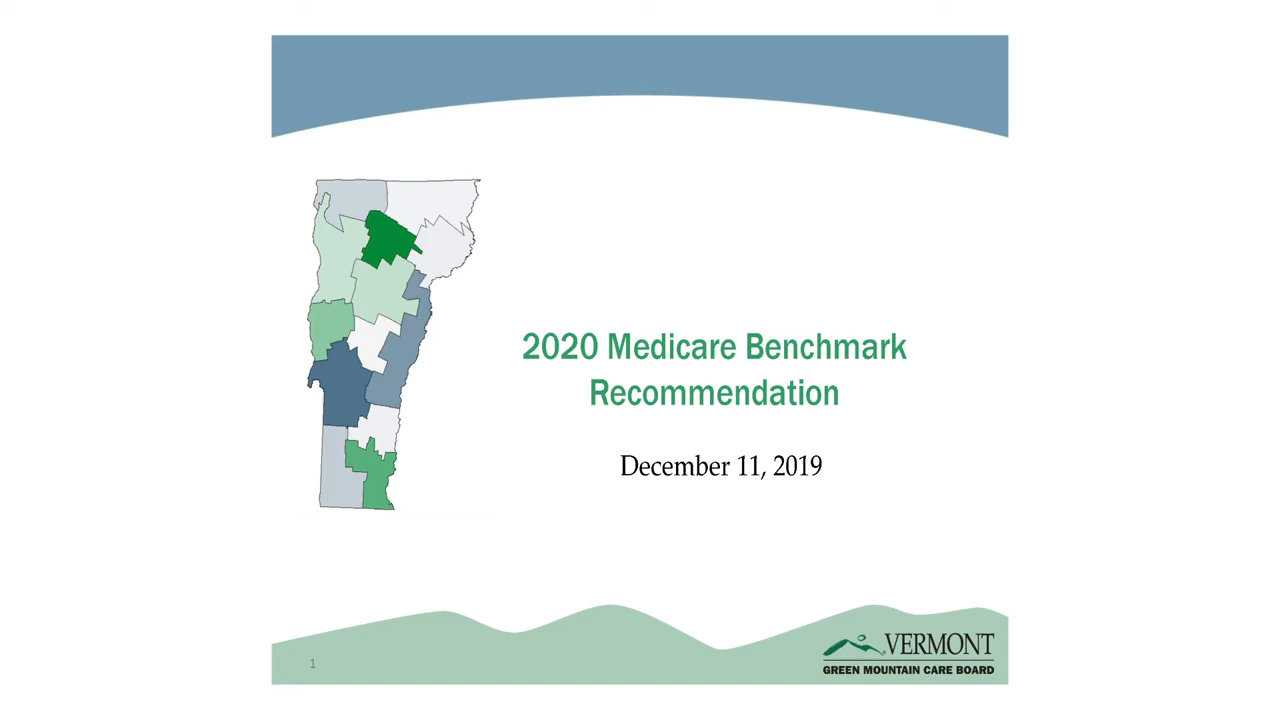 2020 Medicare Benchmark
Recommendation
December 11, 2019
1
VERMONT
GREEN MOUNTAIN CARE BOARD